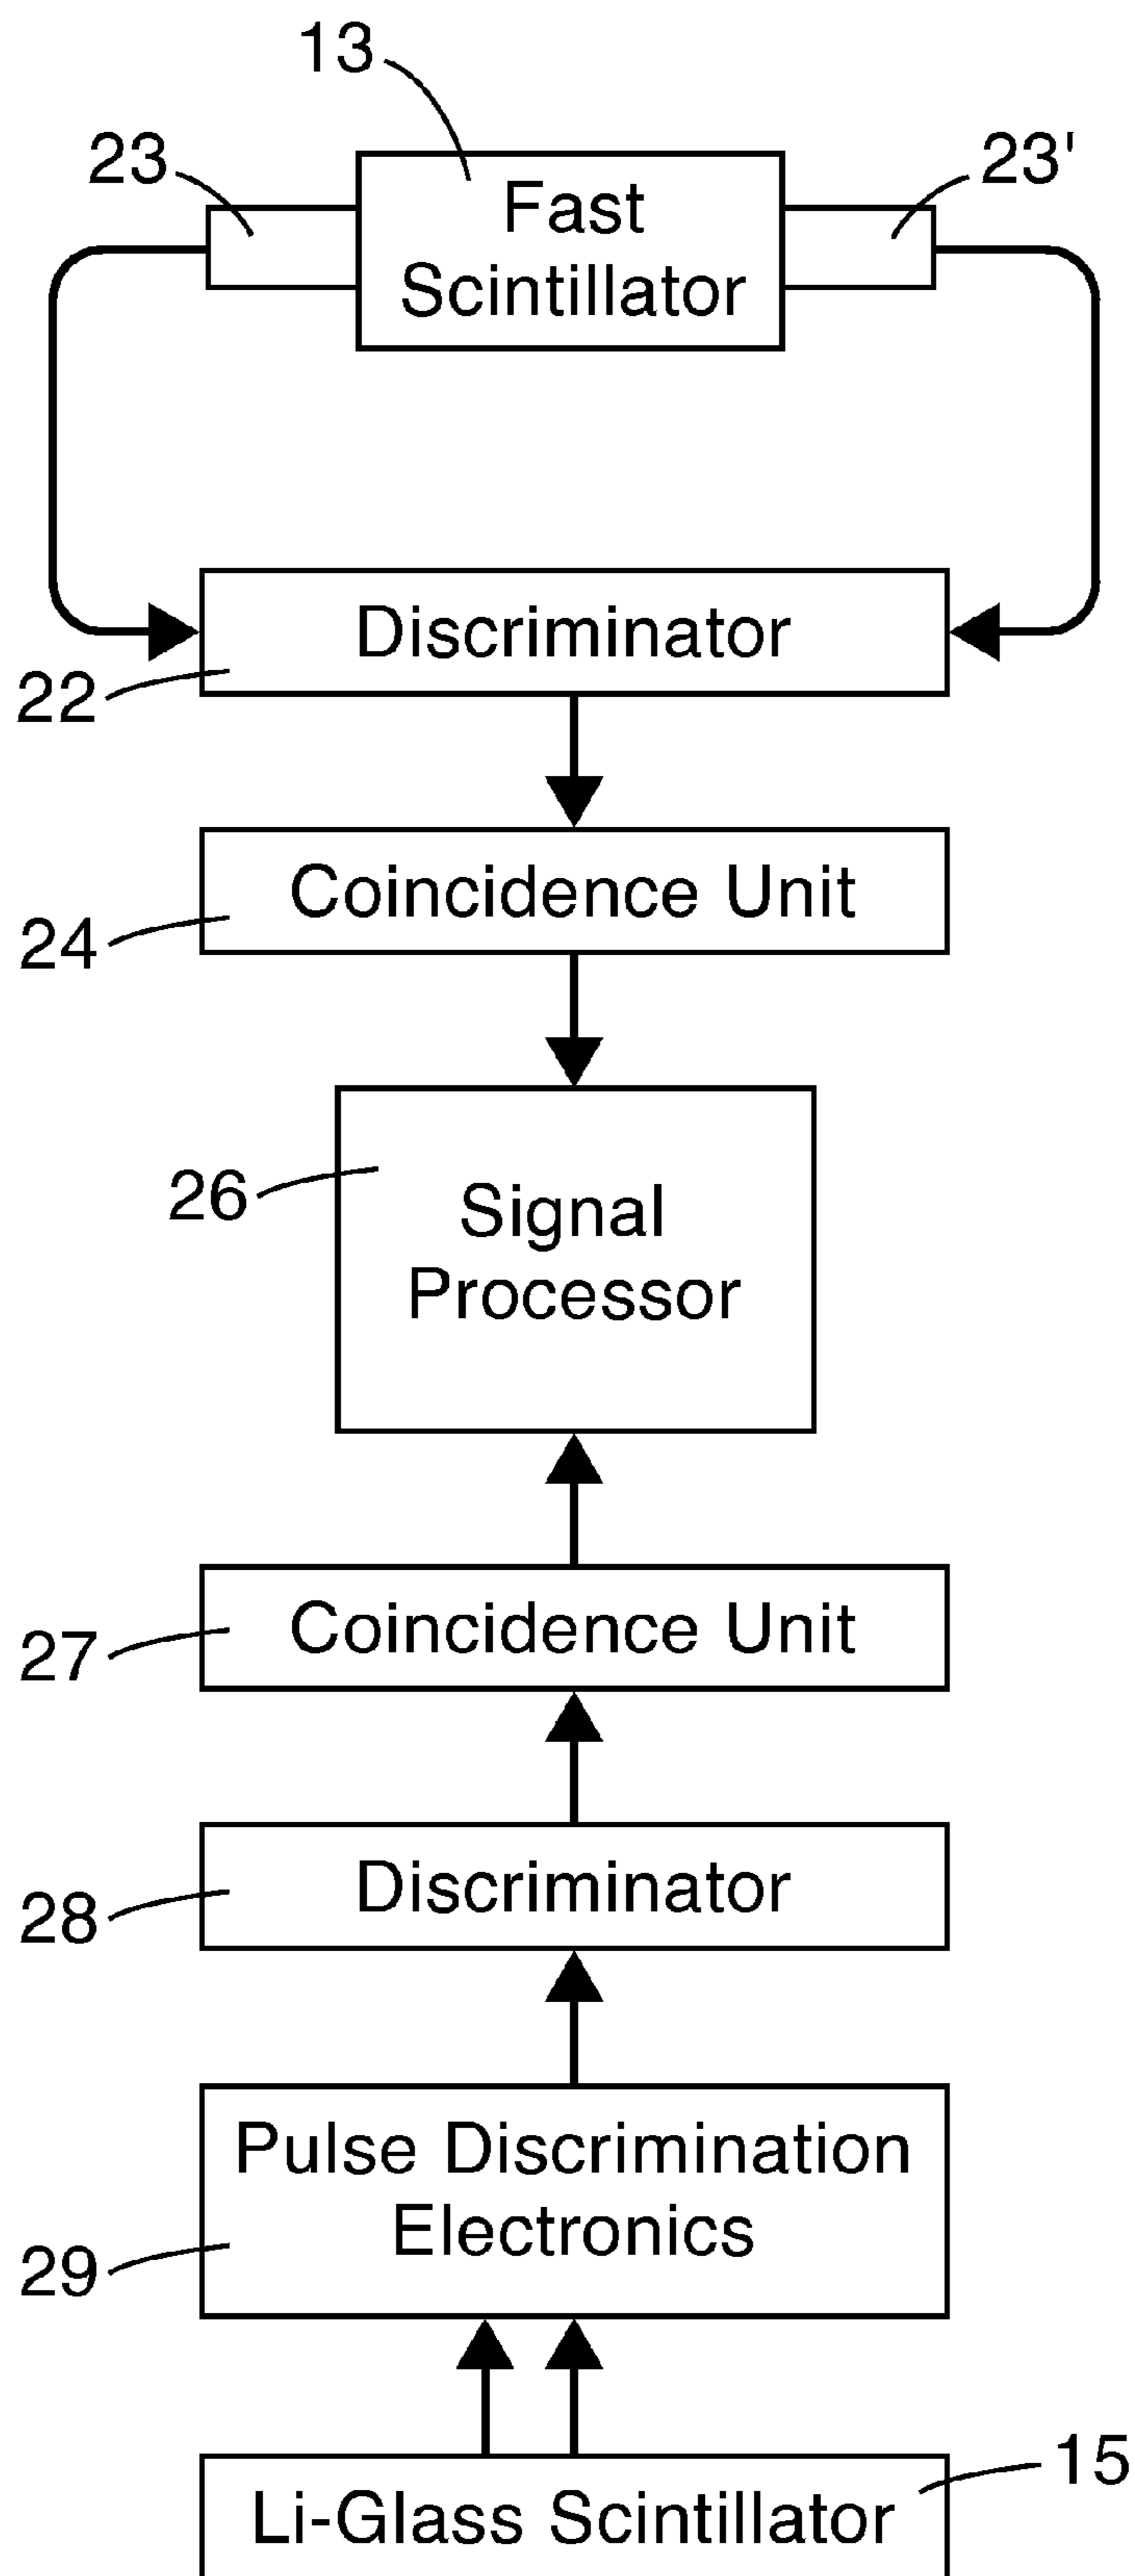 13
23
23'
Fast
Scintillator
Discriminator
22
Coincidence Unit
24
26
Signal
Processor
Coincidence Unit
27
Discriminator
28
Pulse Discrimination
Electronics
29
15
Li-Glass Scintillator